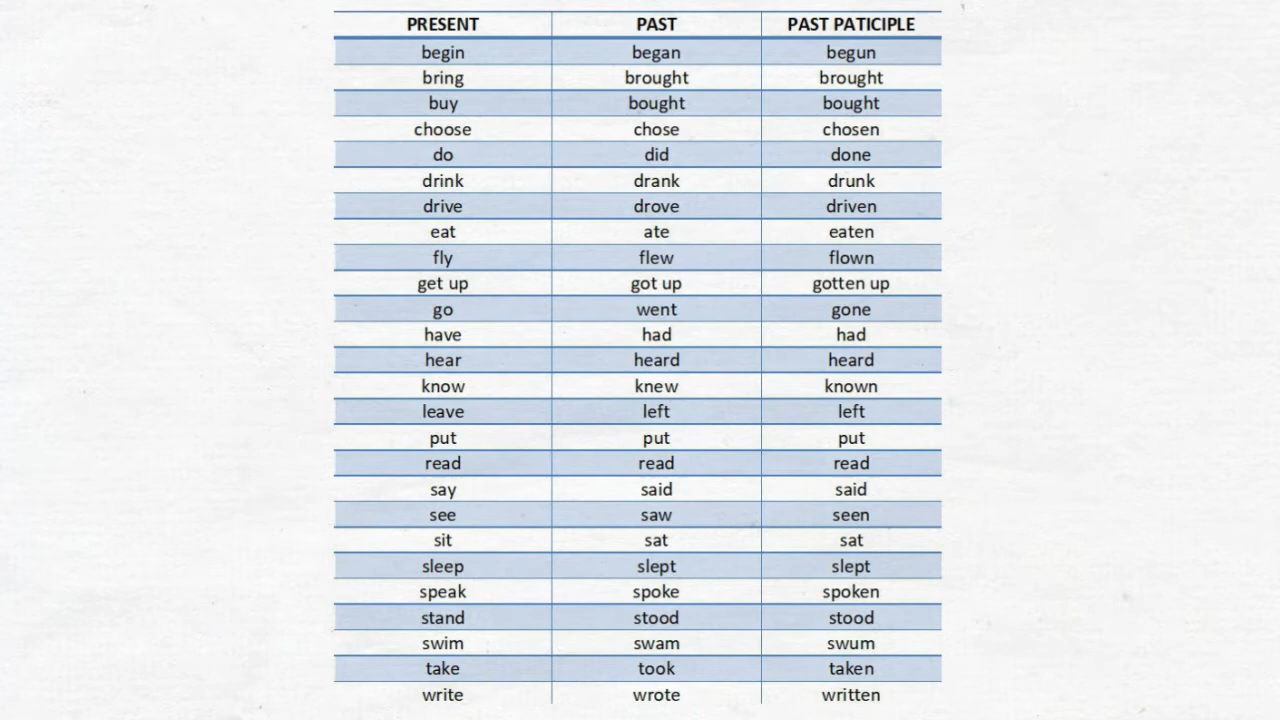 PRESENT PAST PAST PATICIPLE
begin began begun
bring brought brought
buy bought bought
choose chose chosen
do did done
drink drank drunk
drive drove driven
eat ate eaten
fly flew flown
get up got up gotten up
go went gone
have had had
hear heard heard
know knew known
leave left left
put put put
read read read
say said said
see saw seen
sit sat sat
sleep slept slept
speak spoke spoken
stand stood stood
swim swam swum
take took taken
write wrote written